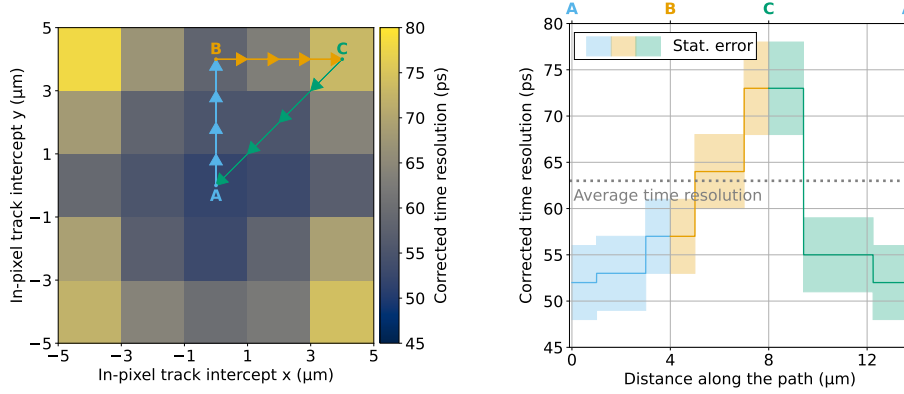 B
C
A
5
3
1
−1
−3
−5
−5
−3
−1
1
3
5
In-pixel track intercept y (μm)
In-pixel track intercept x (μm)
80
75
70
65
60
55
50
45
Corrected time resolution (ps)
A
B
C
Stat. error
Average time resolution
80
75
70
65
60
55
50
45
0
4
8
12
Corrected time resolution (ps)
Distance along the path (μm)